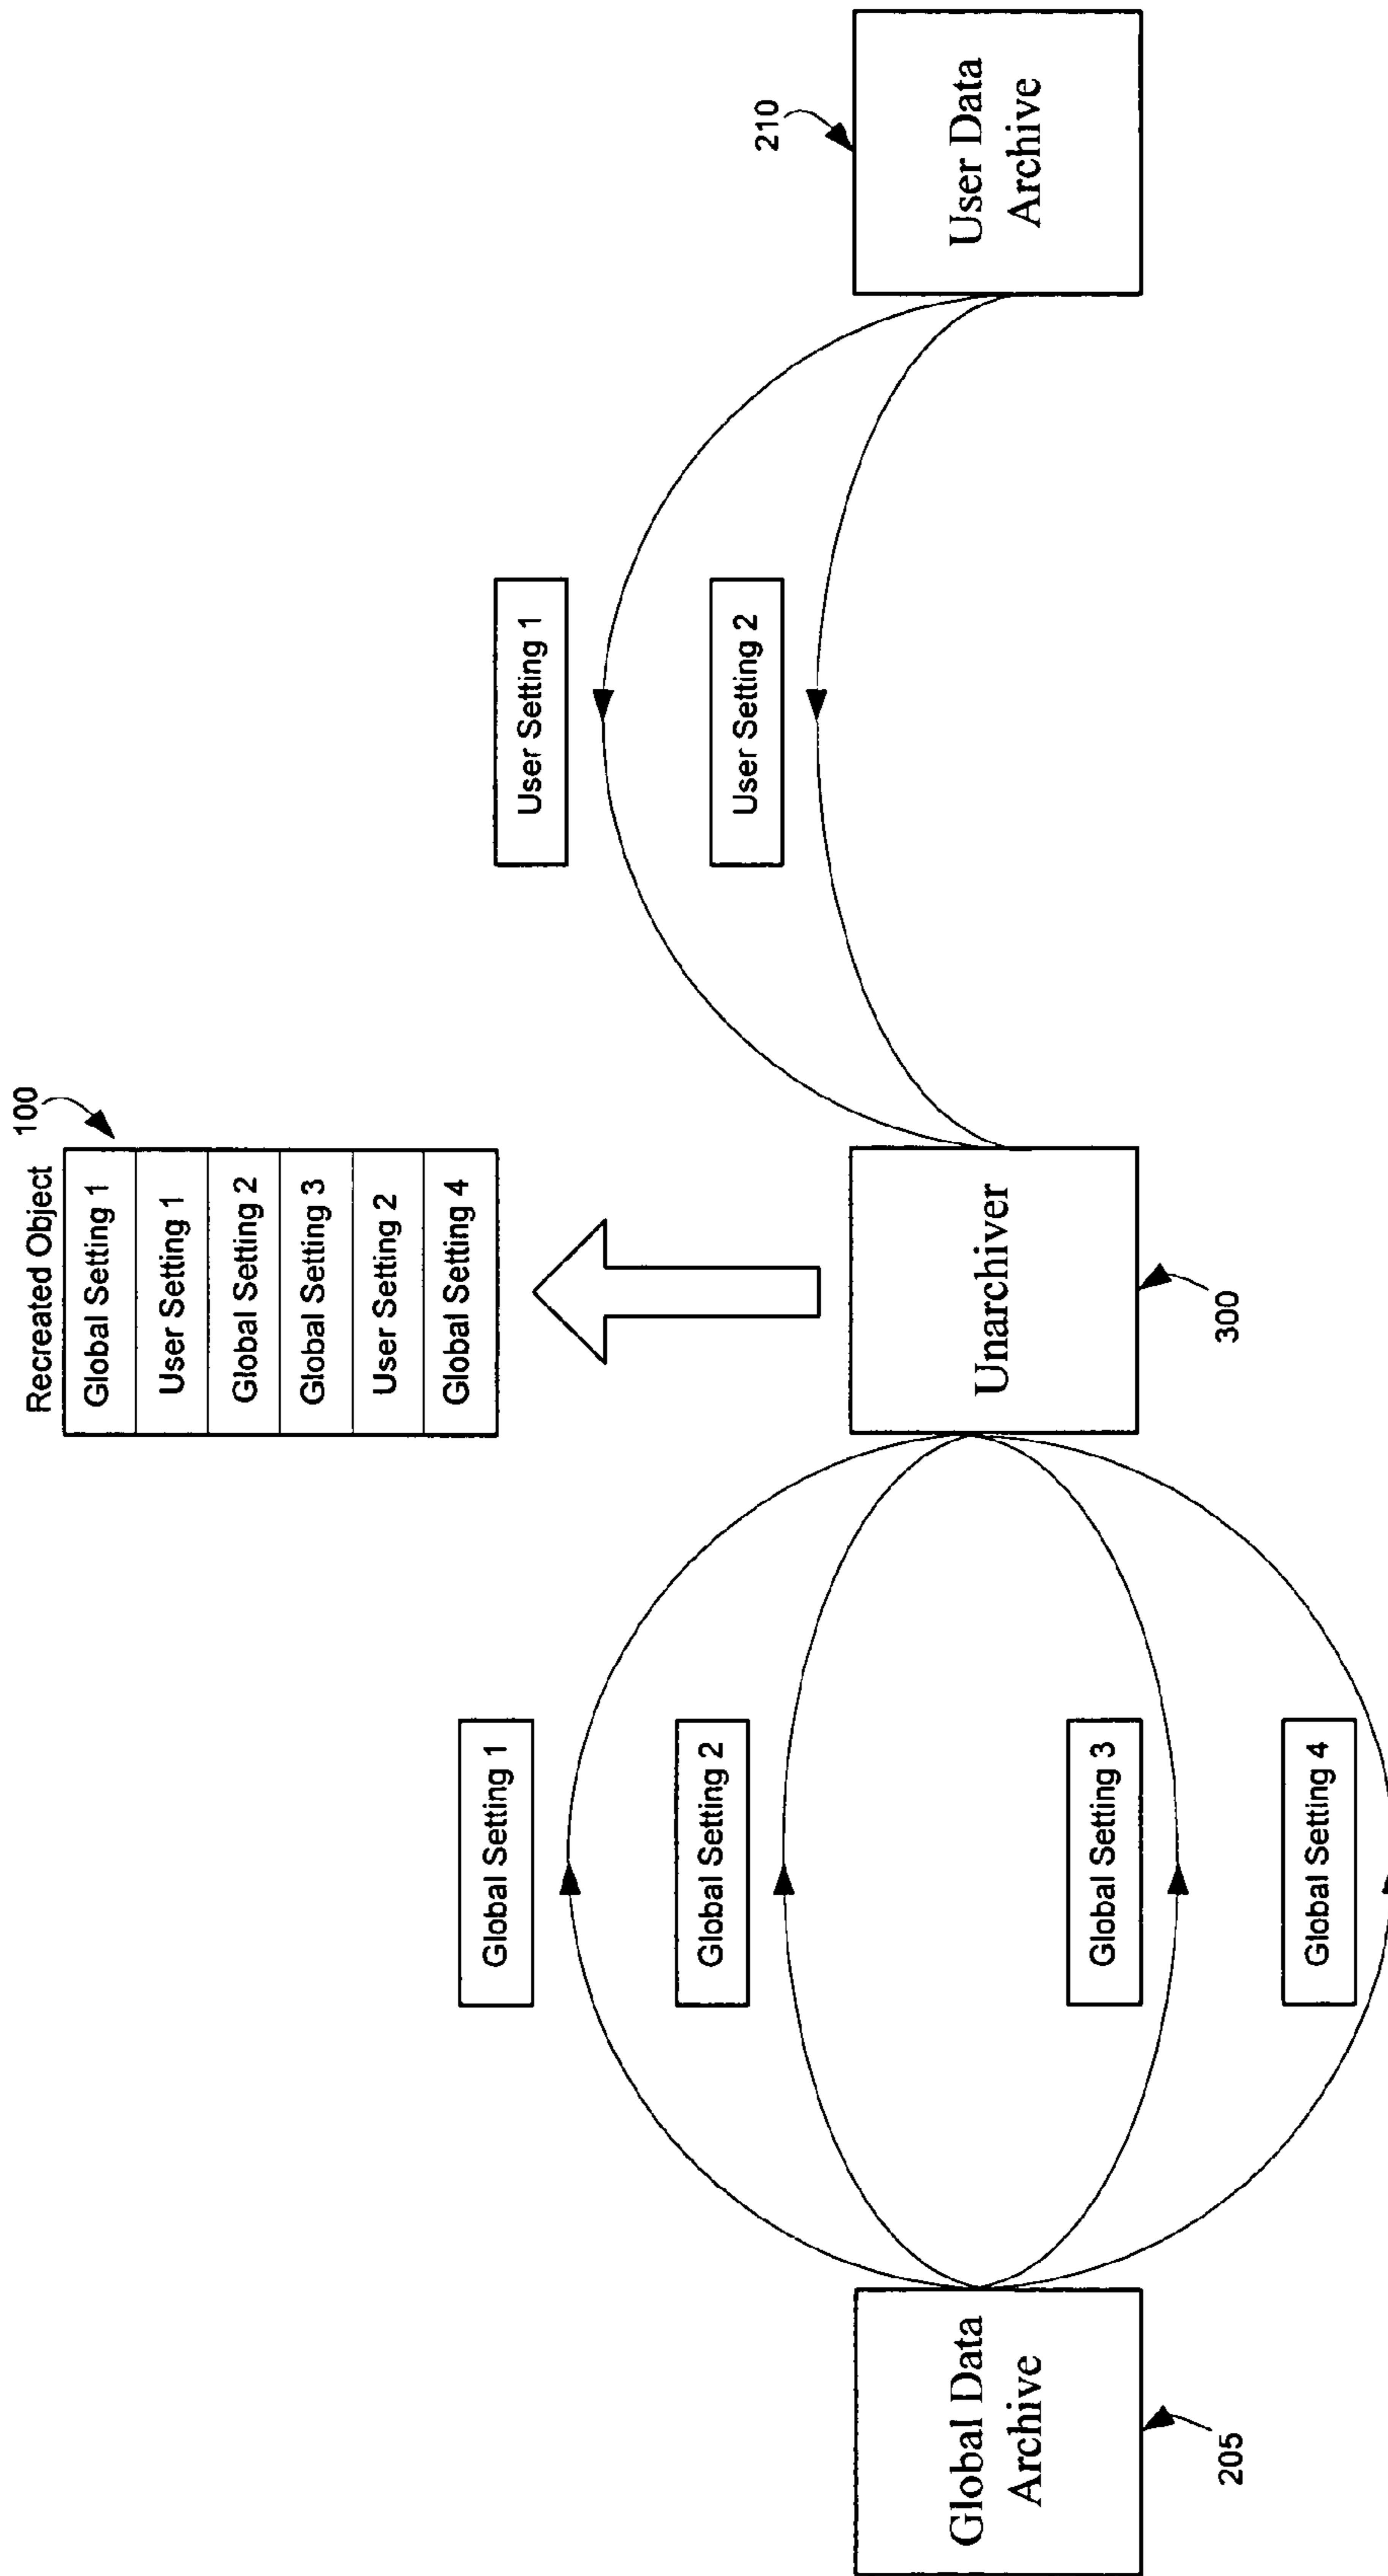 Recreated Object
100
Global Setting 1
User Setting 1
Global Setting 2
Global Setting 3
User Setting 2
Global Setting 4
Global Setting 1
Global Setting 2
Global Setting 3
Global Setting 4
User Setting 1
User Setting 2
Global Data
Archive
205
Unarchiver
300
User Data
Archive
210